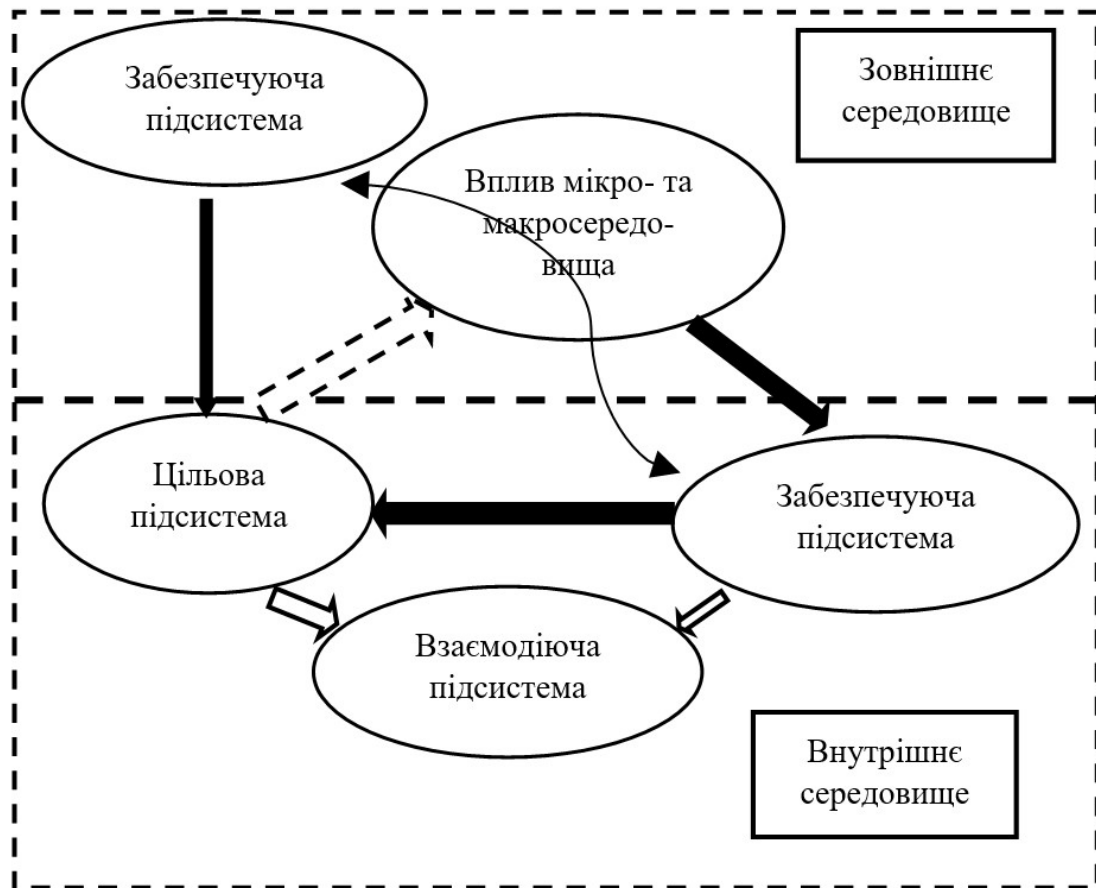 Забезпечуюча
підсистема
Зовнішнє
середовище
Вплив мікро- та
макросередо-
вища
Цільова
підсистема
Забезпечуюча
підсистема
Взаємодіюча
підсистема
Внутрішнє
середовище